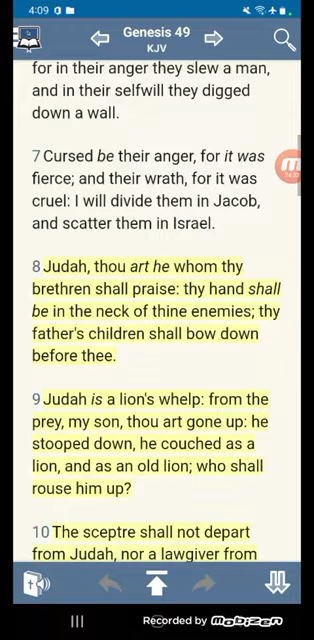 4:09
Genesis 49
KJV
for in their anger they slew a man,
and in their selfwill they digged
down a wall.
7 Cursed be their anger, for it was
fierce; and their wrath, for it was
cruel: I will divide them in Jacob,
and scatter them in Israel.
8 Judah, thou art he whom thy
brethren shall praise: thy hand shall
be in the neck of thine enemies; thy
father's children shall bow down
before thee.
9 Judah is a lion's whelp: from the
prey, my son, thou art gone up: he
stooped down, he couched as a
lion, and as an old lion; who shall
rouse him up?
10 The sceptre shall not depart
from Judah, nor a lawgiver from
Recorded by mobizen